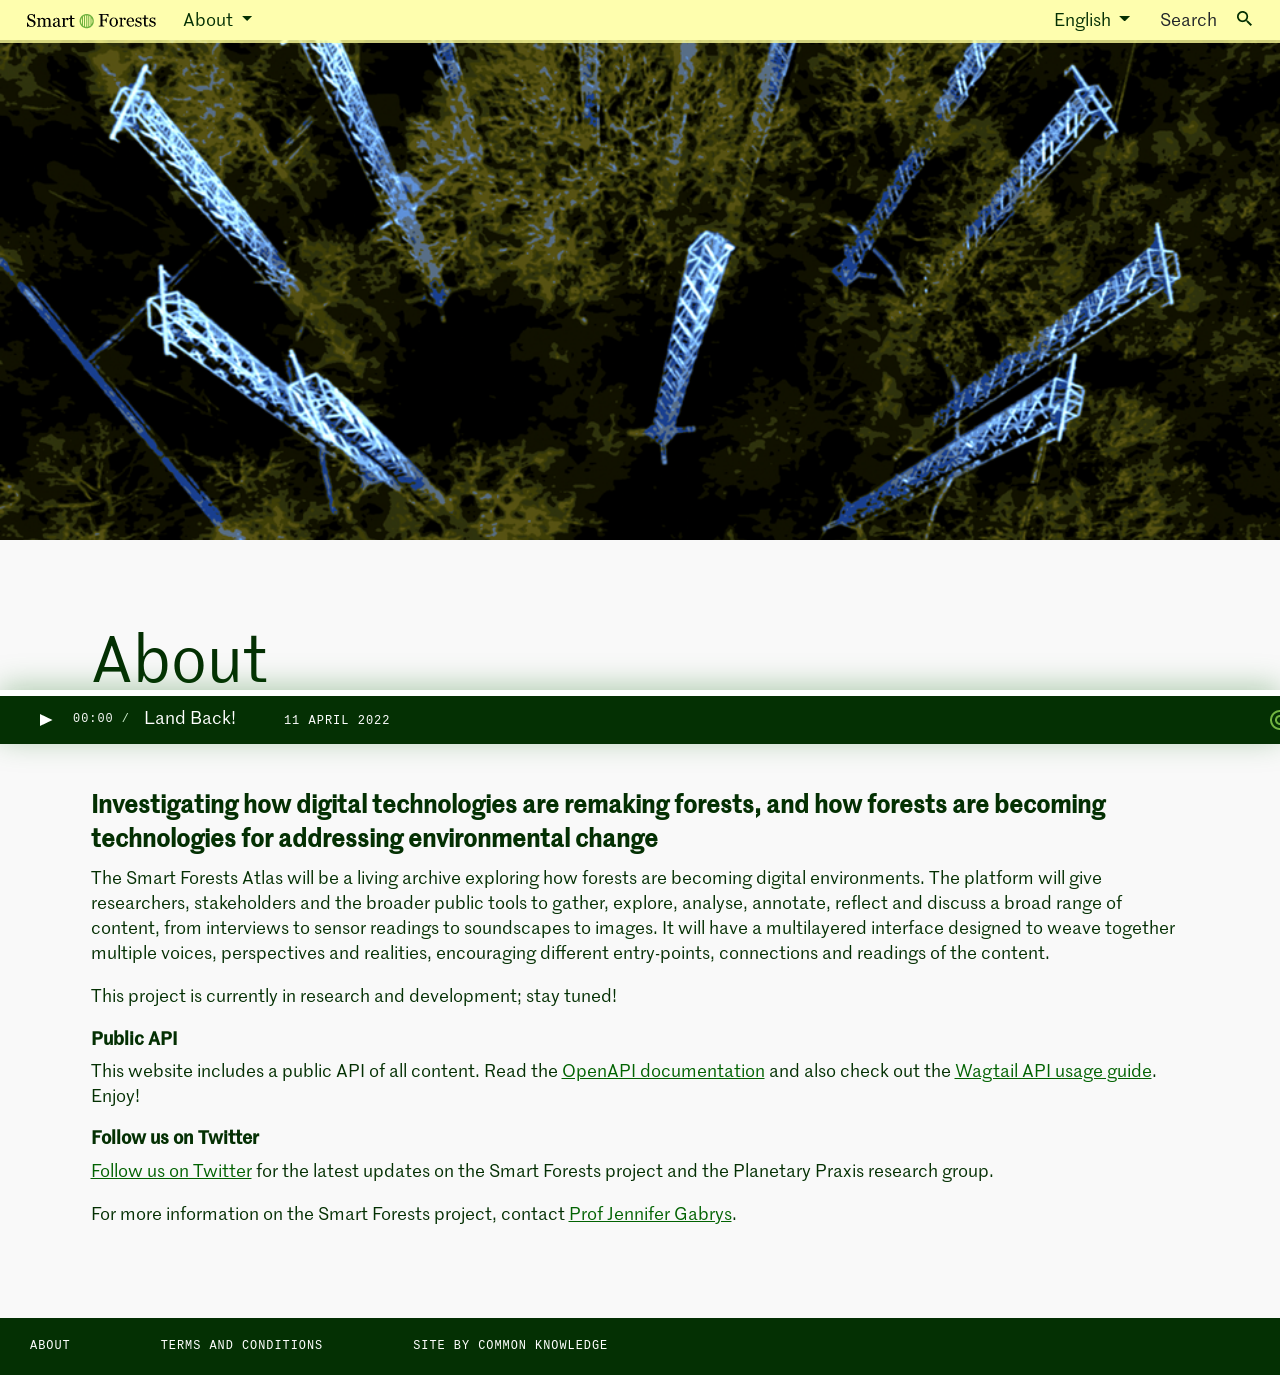 Smart Forests About English Search
About
▶ 00:00 / Land Back! 11 APRIL 2022
Investigating how digital technologies are remaking forests, and how forests are becoming
technologies for addressing environmental change
The Smart Forests Atlas will be a living archive exploring how forests are becoming digital environments. The platform will give
researchers, stakeholders and the broader public tools to gather, explore, analyse, annotate, reflect and discuss a broad range of
content, from interviews to sensor readings to soundscapes to images. It will have a multilayered interface designed to weave together
multiple voices, perspectives and realities, encouraging different entry-points, connections and readings of the content.
This project is currently in research and development; stay tuned!
Public API
This website includes a public API of all content. Read the OpenAPI documentation and also check out the Wagtail API usage guide.
Enjoy!
Follow us on Twitter
Follow us on Twitter for the latest updates on the Smart Forests project and the Planetary Praxis research group.
For more information on the Smart Forests project, contact Prof Jennifer Gabrys.
ABOUT TERMS AND CONDITIONS SITE BY COMMON KNOWLEDGE